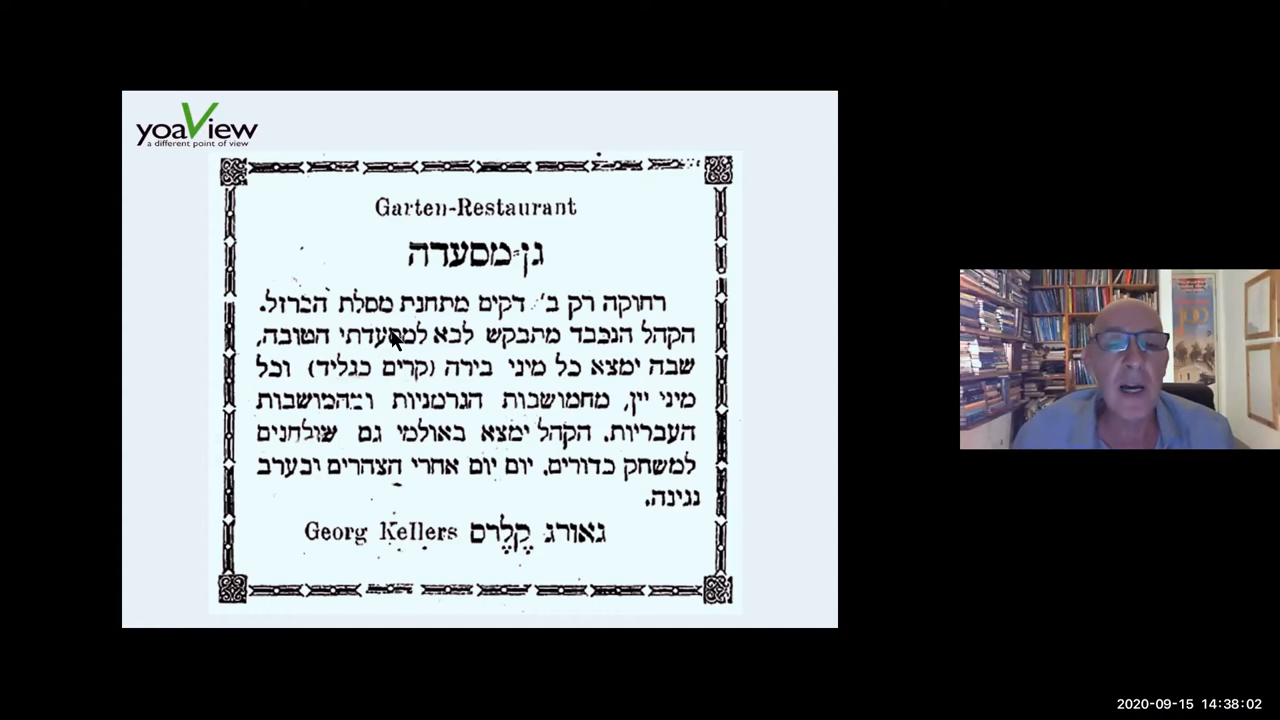 yoaView
a different point of view
Garten-Restaurant
גן-מסעדה
רחוקה רק ב׳ דקים מתחנת מסלת הברזל.
הקהל הנכבד מתבקש לבא למסעדתי הטובה,
שבה ימצא כל מיני בירה (קרים כגליד) וכל
מיני יין, מחמושבות הגרמניות ומהמושבות
העבריות. הקהל ימצא באולמי גם שולחנים
למשחק כדורים. יום יום אחרי הצהרים ובערב
נגינה.
Georg Kellers גאורג קֶלֶרס
2020-09-15 14:38:02